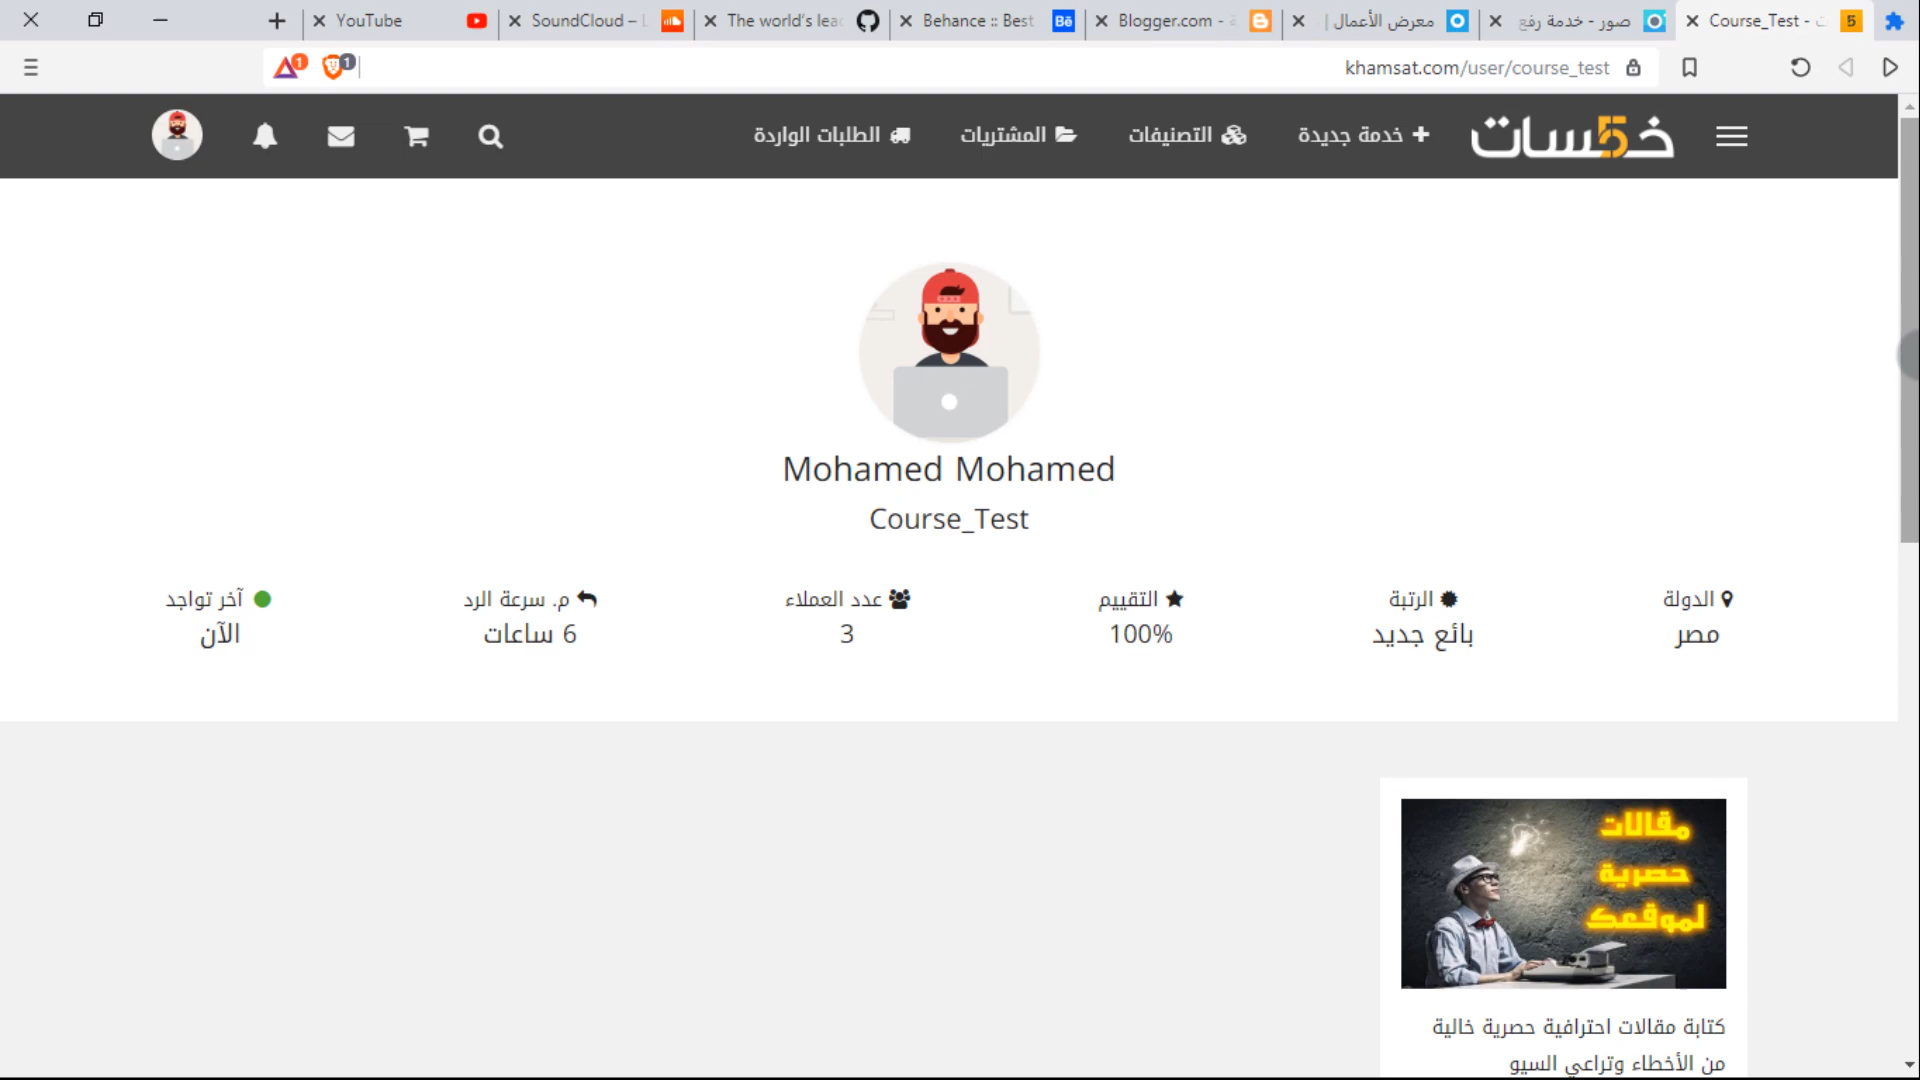 YouTube
SoundCloud –
The world's lea
Behance :: Best
Blogger.com -
معرض الأعمال |
صور - خدمة رفع
Course_Test -
1
1
khamsat.com/user/course_test
خمسات
خدمة جديدة
التصنيفات
المشتريات
الطلبات الواردة
Mohamed Mohamed
Course_Test
الدولة
مصر
الرتبة
بائع جديد
التقييم
100%
عدد العملاء
3
م. سرعة الرد
6 ساعات
آخر تواجد
الآن
مقالات
حصرية
لموقعك
كتابة مقالات احترافية حصرية خالية
من الأخطاء وتراعي السيو